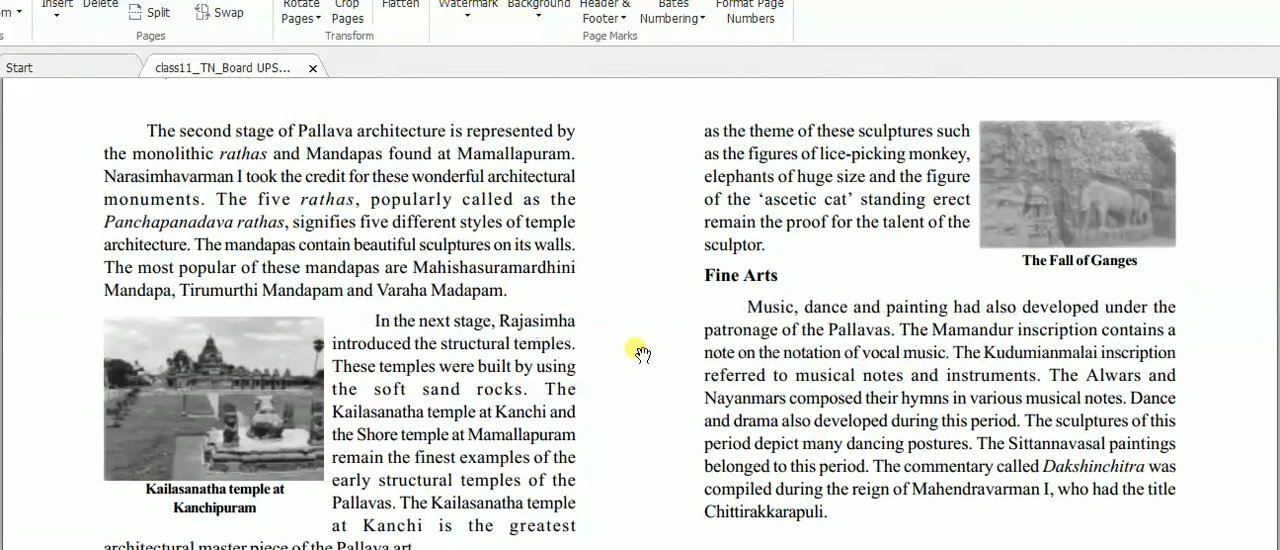 Insert Delete Split Swap Rotate Crop Flatten Watermark Background Header & Bates Format Page
Pages Pages Footer Numbering Numbers
Pages Transform Page Marks
Start class11_TN_Board UPS... x
The second stage of Pallava architecture is represented by
the monolithic rathas and Mandapas found at Mamallapuram.
Narasimhavarman I took the credit for these wonderful architectural
monuments. The five rathas, popularly called as the
Panchapanadava rathas, signifies five different styles of temple
architecture. The mandapas contain beautiful sculptures on its walls.
The most popular of these mandapas are Mahishasuramardhini
Mandapa, Tirumurthi Mandapam and Varaha Madapam.
In the next stage, Rajasimha
introduced the structural temples.
These temples were built by using
the soft sand rocks. The
Kailasanatha temple at Kanchi and
the Shore temple at Mamallapuram
remain the finest examples of the
early structural temples of the
Pallavas. The Kailasanatha temple
at Kanchi is the greatest
architectural master piece of the Pallava art.
Kailasanatha temple at
Kanchipuram
as the theme of these sculptures such
as the figures of lice-picking monkey,
elephants of huge size and the figure
of the ‘ascetic cat’ standing erect
remain the proof for the talent of the
sculptor.
The Fall of Ganges
Fine Arts
Music, dance and painting had also developed under the
patronage of the Pallavas. The Mamandur inscription contains a
note on the notation of vocal music. The Kudumianmalai inscription
referred to musical notes and instruments. The Alwars and
Nayanmars composed their hymns in various musical notes. Dance
and drama also developed during this period. The sculptures of this
period depict many dancing postures. The Sittannavasal paintings
belonged to this period. The commentary called Dakshinchitra was
compiled during the reign of Mahendravarman I, who had the title
Chittirakkarapuli.